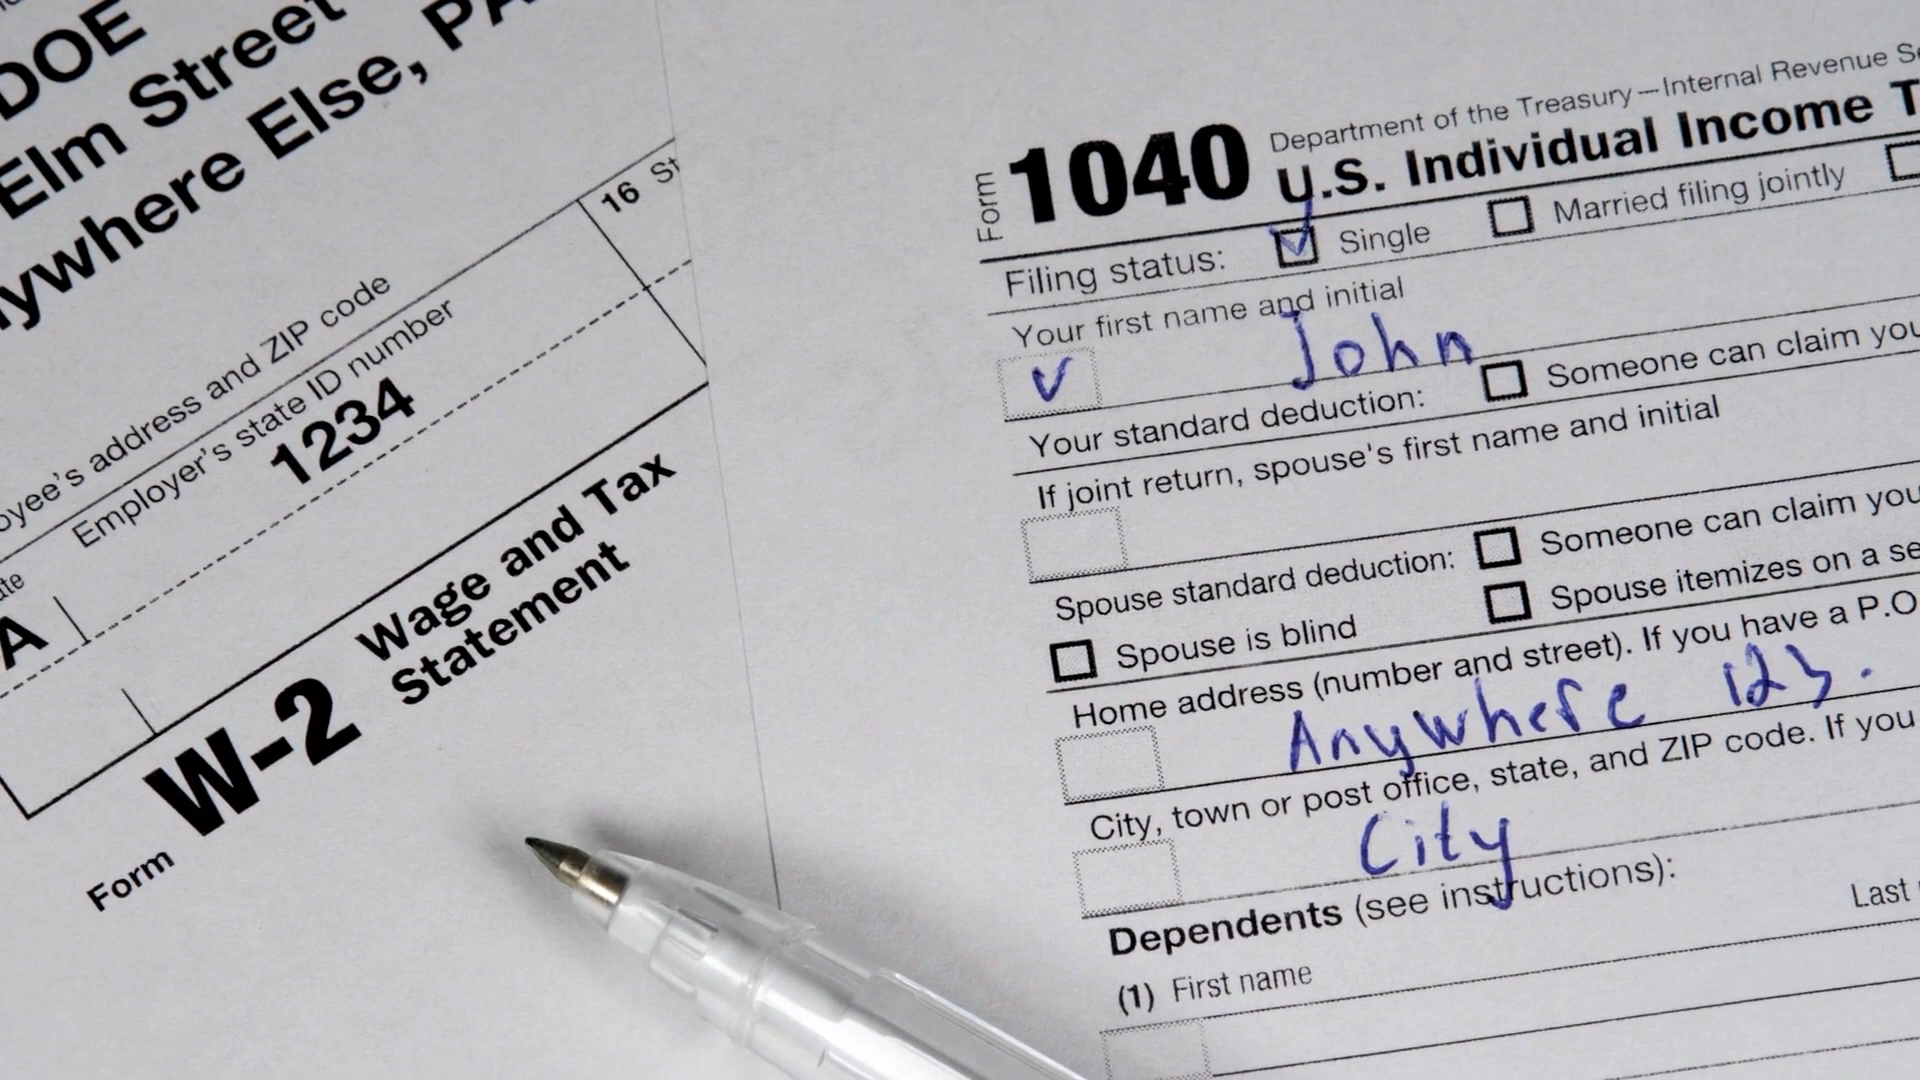 DOE
Elm Street
Anywhere Else, PA
Employee's address and ZIP code
16 St
Employer's state ID number
1234
A
Form W-2 Wage and Tax
Statement
Form 1040 Department of the Treasury—Internal Revenue Se
U.S. Individual Income T
Filing status: Single Married filing jointly
Your first name and initial
John
Your standard deduction: Someone can claim you
If joint return, spouse's first name and initial
Spouse standard deduction: Someone can claim you
Spouse is blind Spouse itemizes on a se
Home address (number and street). If you have a P.O
Anywhere 123.
City, town or post office, state, and ZIP code. If you
City
Dependents (see instructions):
(1) First name Last